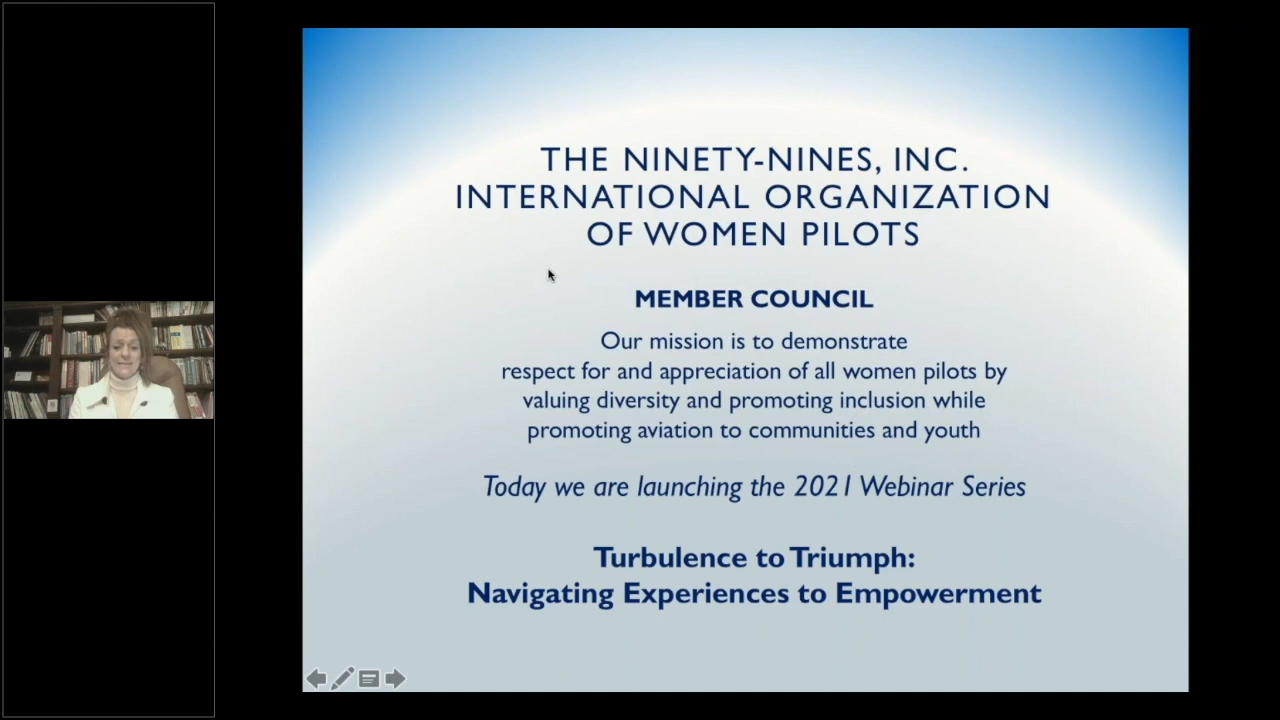 THE NINETY-NINES, INC.
INTERNATIONAL ORGANIZATION
OF WOMEN PILOTS
MEMBER COUNCIL
Our mission is to demonstrate
respect for and appreciation of all women pilots by
valuing diversity and promoting inclusion while
promoting aviation to communities and youth
Today we are launching the 2021 Webinar Series
Turbulence to Triumph:
Navigating Experiences to Empowerment